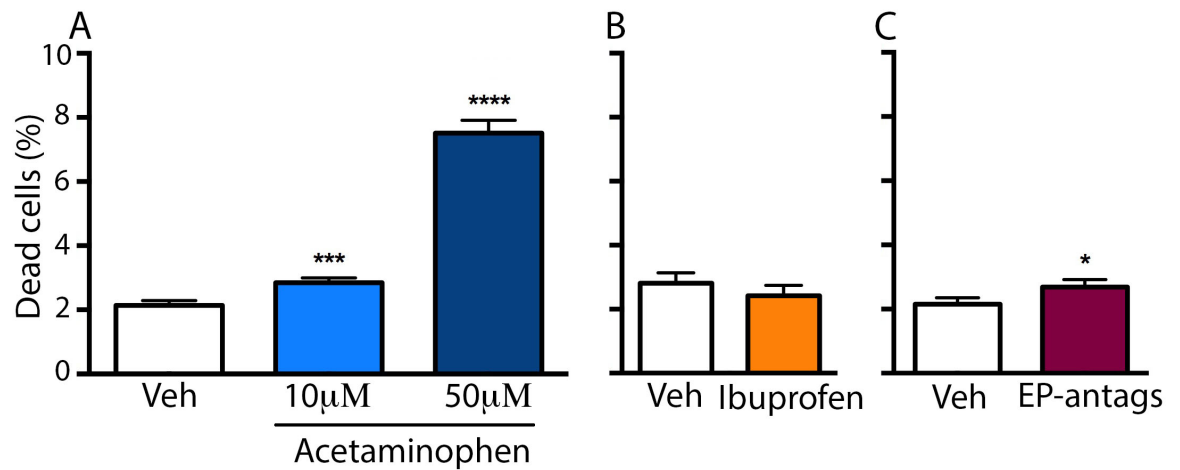 A
B
C
Dead cells (%)
10
8
6
4
2
0
***
****
*
Veh
10µM
50µM
Acetaminophen
Veh Ibuprofen
Veh EP-antags